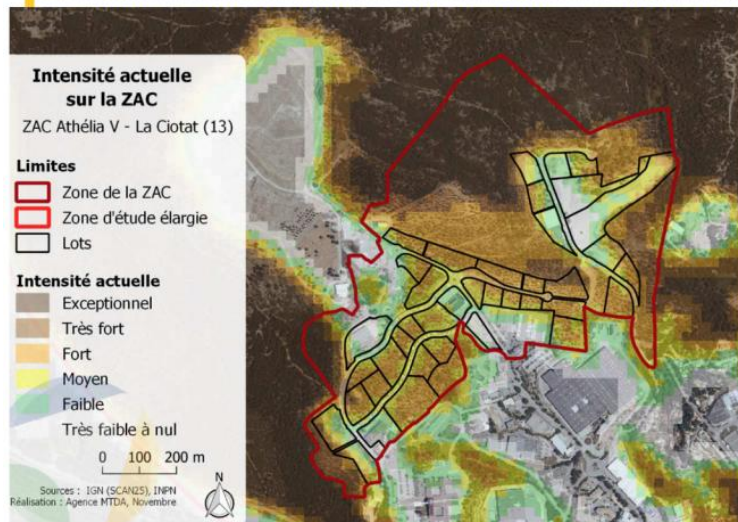 Intensité actuelle
sur la ZAC
ZAC Athélia V - La Ciotat (13)
Limites
Zone de la ZAC
Zone d'étude élargie
Lots
Intensité actuelle
Exceptionnel
Très fort
Fort
Moyen
Faible
Très faible à nul
0 100 200 m
N
Sources : IGN (SCAN25), INPN
Réalisation : Agence MTDA, Novembre